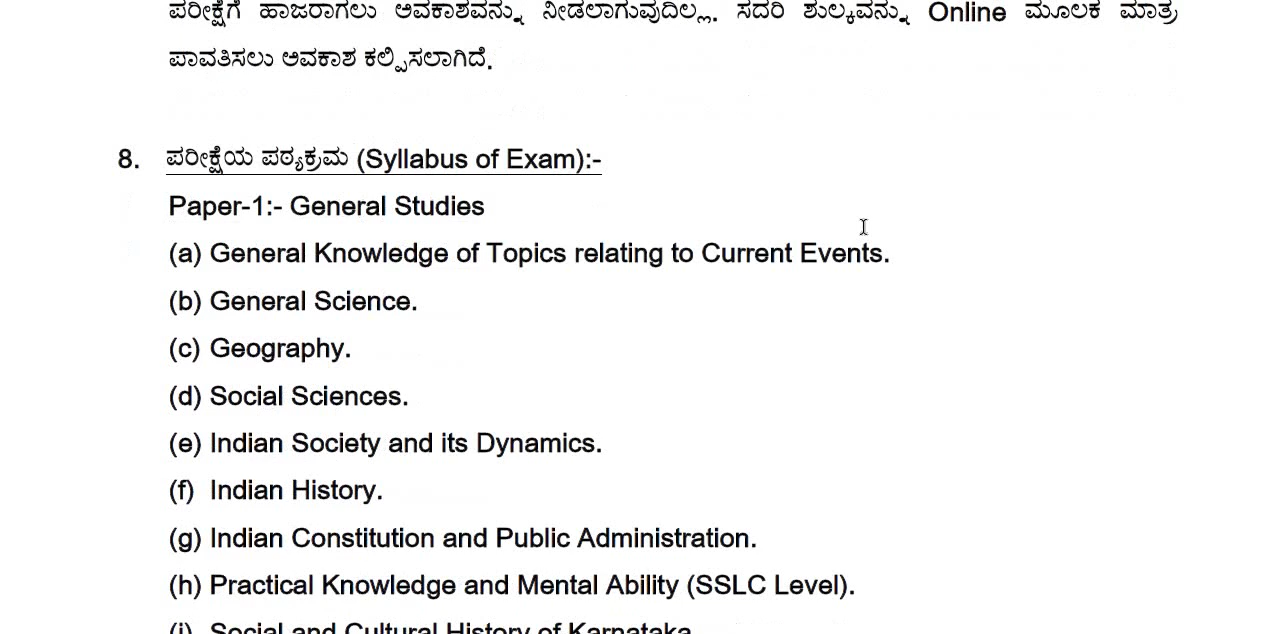 ಪರೀಕ್ಷೆಗೆ ಹಾಜರಾಗಲು ಅವಕಾಶವನ್ನು ನೀಡಲಾಗುವುದಿಲ್ಲ. ಸದರಿ ಶುಲ್ಕವನ್ನು Online ಮೂಲಕ ಮಾತ್ರ
ಪಾವತಿಸಲು ಅವಕಾಶ ಕಲ್ಪಿಸಲಾಗಿದೆ.
8. ಪರೀಕ್ಷೆಯ ಪಠ್ಯಕ್ರಮ (Syllabus of Exam):-
Paper-1:- General Studies
(a) General Knowledge of Topics relating to Current Events.
(b) General Science.
(c) Geography.
(d) Social Sciences.
(e) Indian Society and its Dynamics.
(f) Indian History.
(g) Indian Constitution and Public Administration.
(h) Practical Knowledge and Mental Ability (SSLC Level).
(i) Social and Cultural History of Karnataka